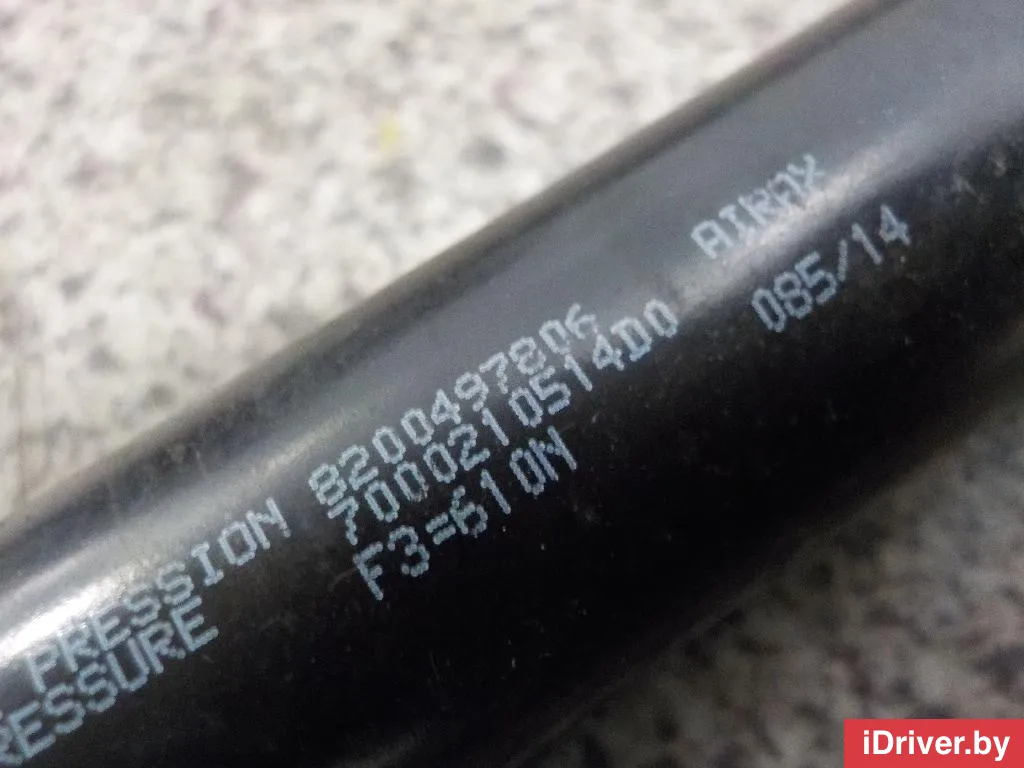 PRESSION 8200497806 AIRAX
RESSURE 7000210514D0 085/14
F3=610N
iDriver.by